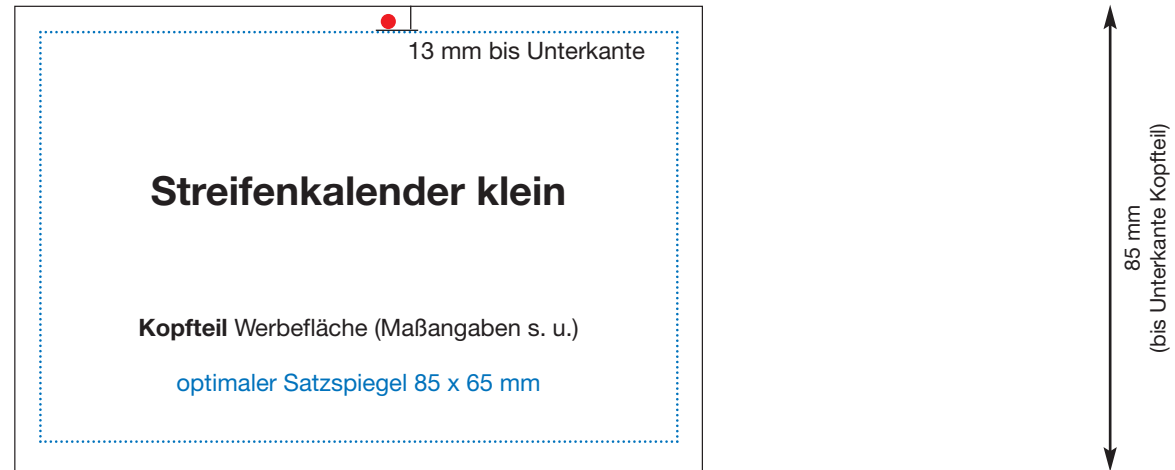 13 mm bis Unterkante
Streifenkalender klein
Kopfteil Werbefläche (Maßangaben s. u.)
optimaler Satzspiegel 85 x 65 mm
85 mm
(bis Unterkante Kopfteil)